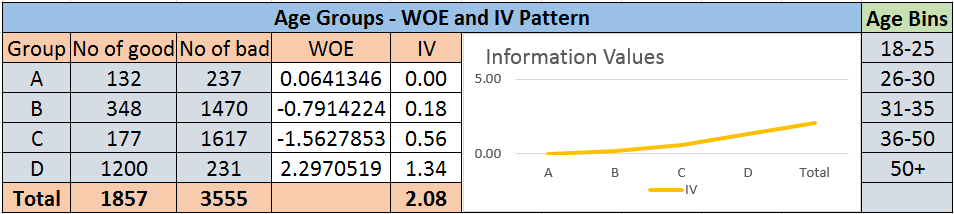 Age Groups - WOE and IV Pattern
Group No of good No of bad WOE IV
A 132 237 0.0641346 0.00
B 348 1470 -0.7914224 0.18
C 177 1617 -1.5627853 0.56
D 1200 231 2.2970519 1.34
Total 1857 3555 2.08
Information Values
5.00
0.00
A B C D Total
IV
Age Bins
18-25
26-30
31-35
36-50
50+